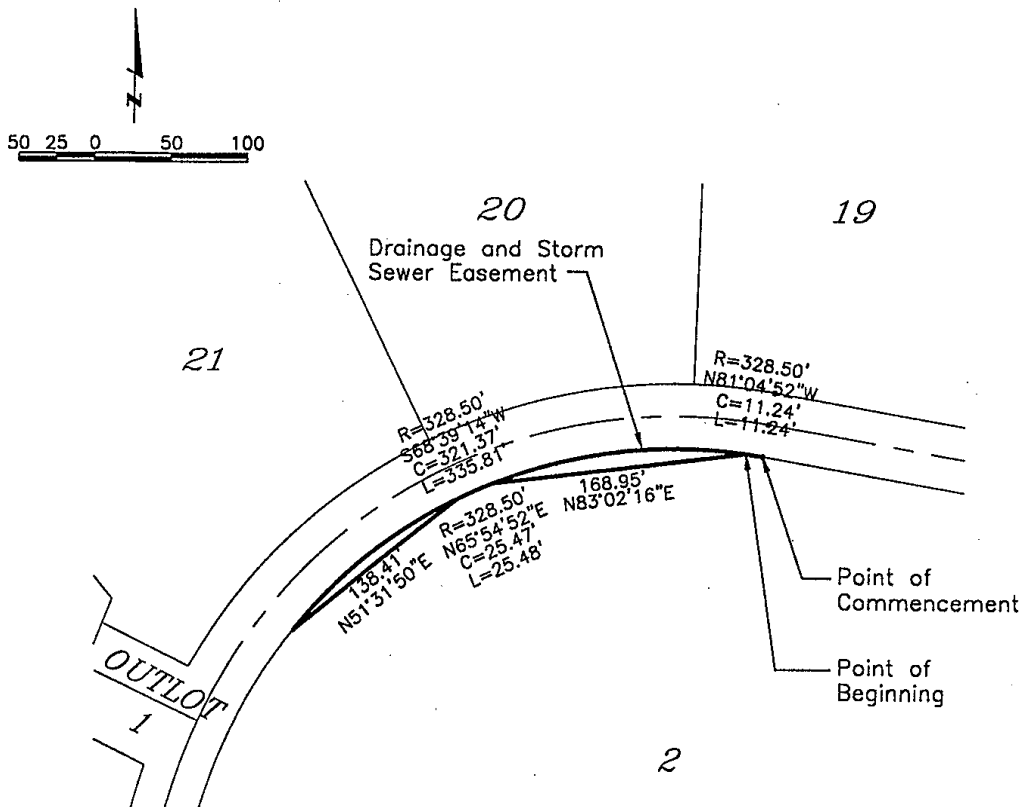 N
50 25 0 50 100
20
19
Drainage and Storm
Sewer Easement
21
R=328.50'
N81°04'52"W
C=11.24'
L=11.24'
R=328.50'
S68°39'14"W
C=321.37'
L=335.81'
168.95'
N83°02'16"E
R=328.50'
N65°54'52"E
C=25.47'
L=25.48'
138.41'
N51°31'50"E
Point of
Commencement
Point of
Beginning
OUTLOT
1
2